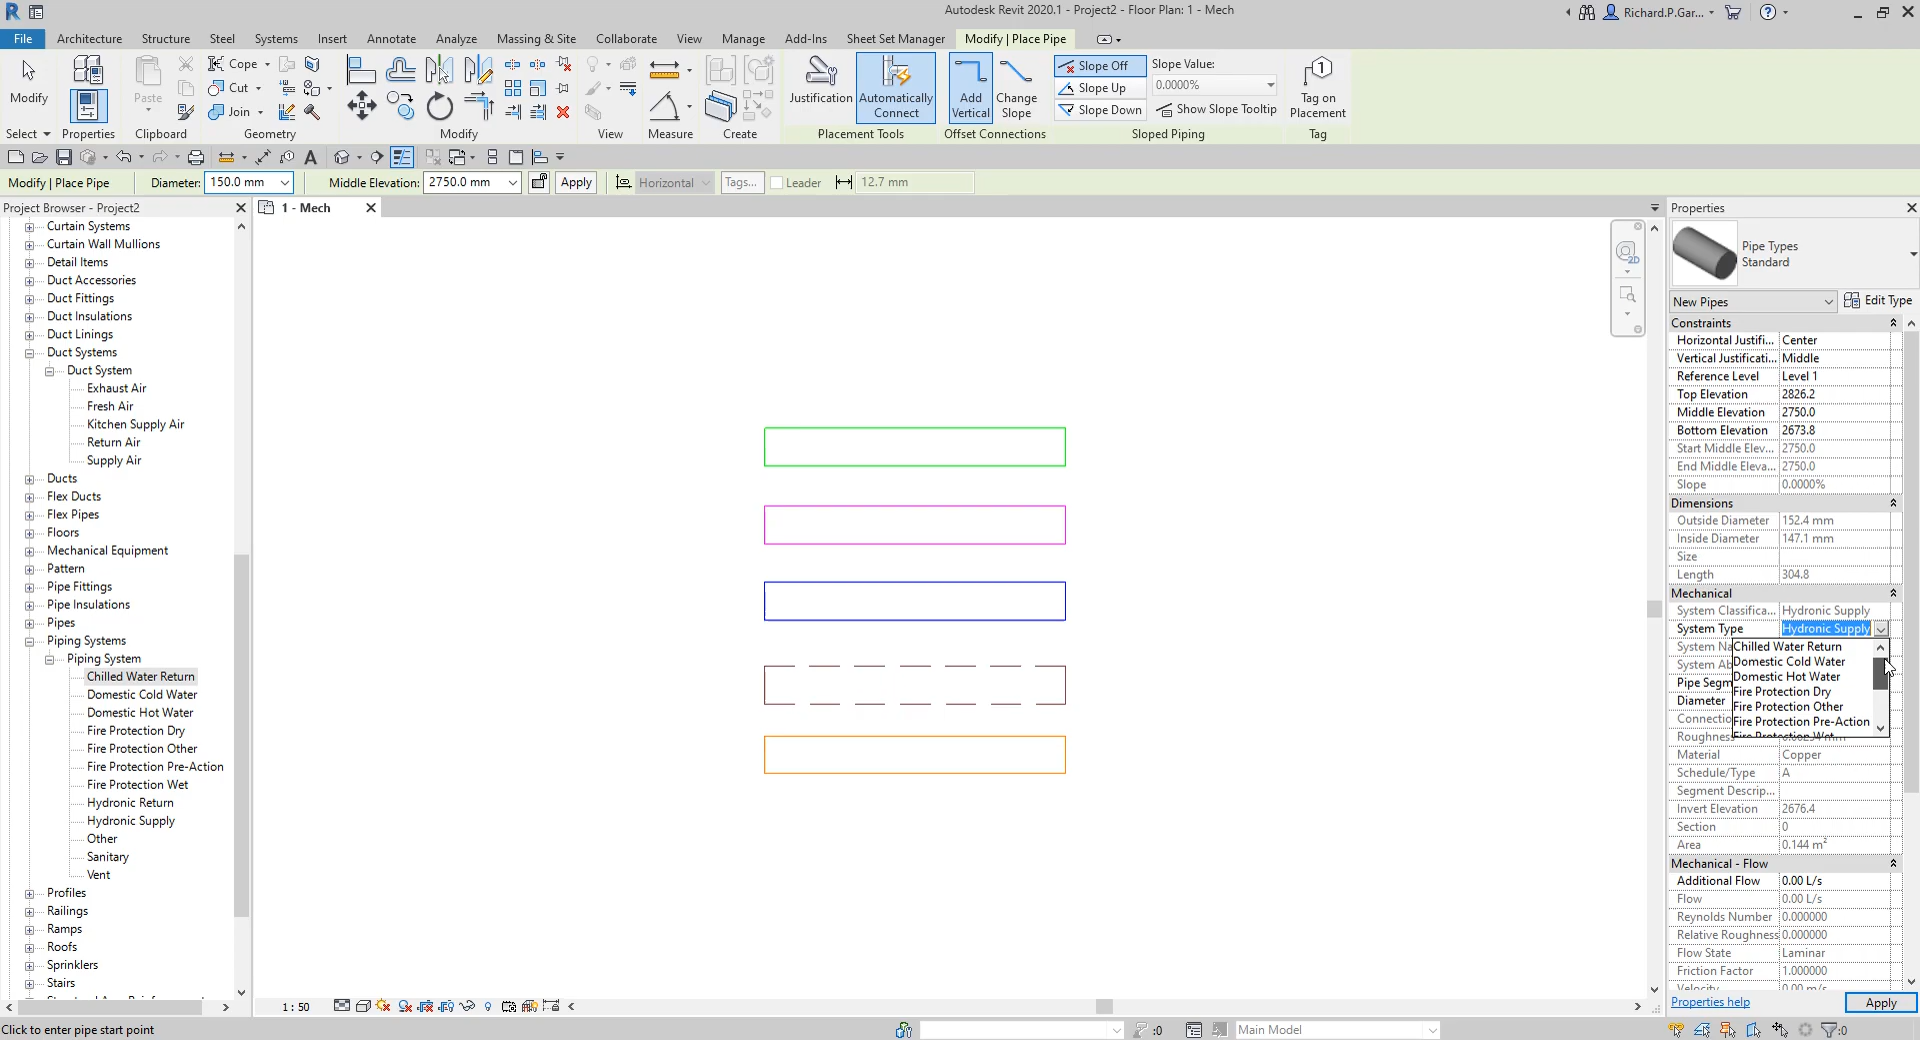 Autodesk Revit 2020.1 - Project2 - Floor Plan: 1 - Mech
Richard.P.Gar...
File Architecture Structure Steel Systems Insert Annotate Analyze Massing & Site Collaborate View Manage Add-Ins Sheet Set Manager Modify | Place Pipe
Modify
Paste
Cope
Cut
Join
Justification
Automatically
Connect
Add
Vertical
Change
Slope
Slope Off
Slope Up
Slope Down
Slope Value:
0.0000%
Show Slope Tooltip
Tag on
Placement
Select Properties Clipboard Geometry Modify View Measure Create Placement Tools Offset Connections Sloped Piping Tag
Modify | Place Pipe Diameter: 150.0 mm Middle Elevation: 2750.0 mm Apply Horizontal Tags... Leader 12.7 mm
Project Browser - Project2
Curtain Systems
Curtain Wall Mullions
Detail Items
Duct Accessories
Duct Fittings
Duct Insulations
Duct Linings
Duct Systems
Duct System
Exhaust Air
Fresh Air
Kitchen Supply Air
Return Air
Supply Air
Ducts
Flex Ducts
Flex Pipes
Floors
Mechanical Equipment
Pattern
Pipe Fittings
Pipe Insulations
Pipes
Piping Systems
Piping System
Chilled Water Return
Domestic Cold Water
Domestic Hot Water
Fire Protection Dry
Fire Protection Other
Fire Protection Pre-Action
Fire Protection Wet
Hydronic Return
Hydronic Supply
Other
Sanitary
Vent
Profiles
Railings
Ramps
Roofs
Sprinklers
Stairs
1 - Mech
2D
Properties
Pipe Types
Standard
New Pipes Edit Type
Constraints
Horizontal Justifi... Center
Vertical Justificati... Middle
Reference Level Level 1
Top Elevation 2826.2
Middle Elevation 2750.0
Bottom Elevation 2673.8
Start Middle Elev... 2750.0
End Middle Eleva... 2750.0
Slope 0.0000%
Dimensions
Outside Diameter 152.4 mm
Inside Diameter 147.1 mm
Size
Length 304.8
Mechanical
System Classifica... Hydronic Supply
System Type Hydronic Supply
System Na
System Ab
Pipe Segm
Diameter
Connectio
Roughness
Chilled Water Return
Domestic Cold Water
Domestic Hot Water
Fire Protection Dry
Fire Protection Other
Fire Protection Pre-Action
Fire Protection Wet
Material Copper
Schedule/Type A
Segment Descrip...
Invert Elevation 2676.4
Section 0
Area 0.144 m²
Mechanical - Flow
Additional Flow 0.00 L/s
Flow 0.00 L/s
Reynolds Number 0.000000
Relative Roughness 0.000000
Flow State Laminar
Friction Factor 1.000000
Velocity 0.00 m/s
Properties help Apply
1 : 50
Click to enter pipe start point
:0
Main Model
:0